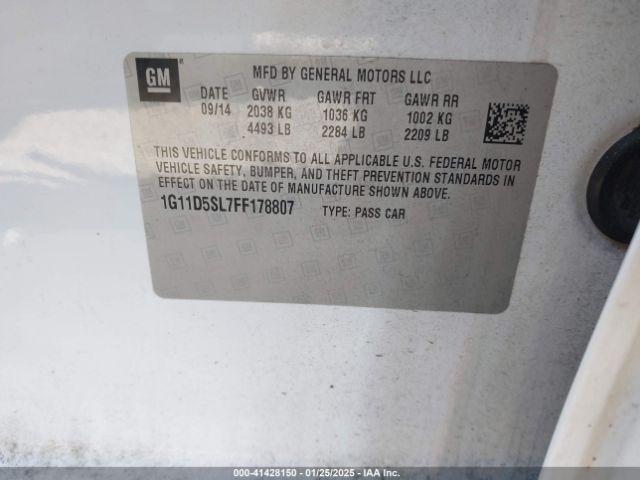 GM
MFD BY GENERAL MOTORS LLC
DATE GVWR GAWR FRT GAWR RR
09/14 2038 KG 1036 KG 1002 KG
4493 LB 2284 LB 2209 LB
THIS VEHICLE CONFORMS TO ALL APPLICABLE U.S. FEDERAL MOTOR
VEHICLE SAFETY, BUMPER, AND THEFT PREVENTION STANDARDS IN
EFFECT ON THE DATE OF MANUFACTURE SHOWN ABOVE.
1G11D5SL7FF178807 TYPE: PASS CAR
000-41428150 — 01/25/2025 — IAA Inc.